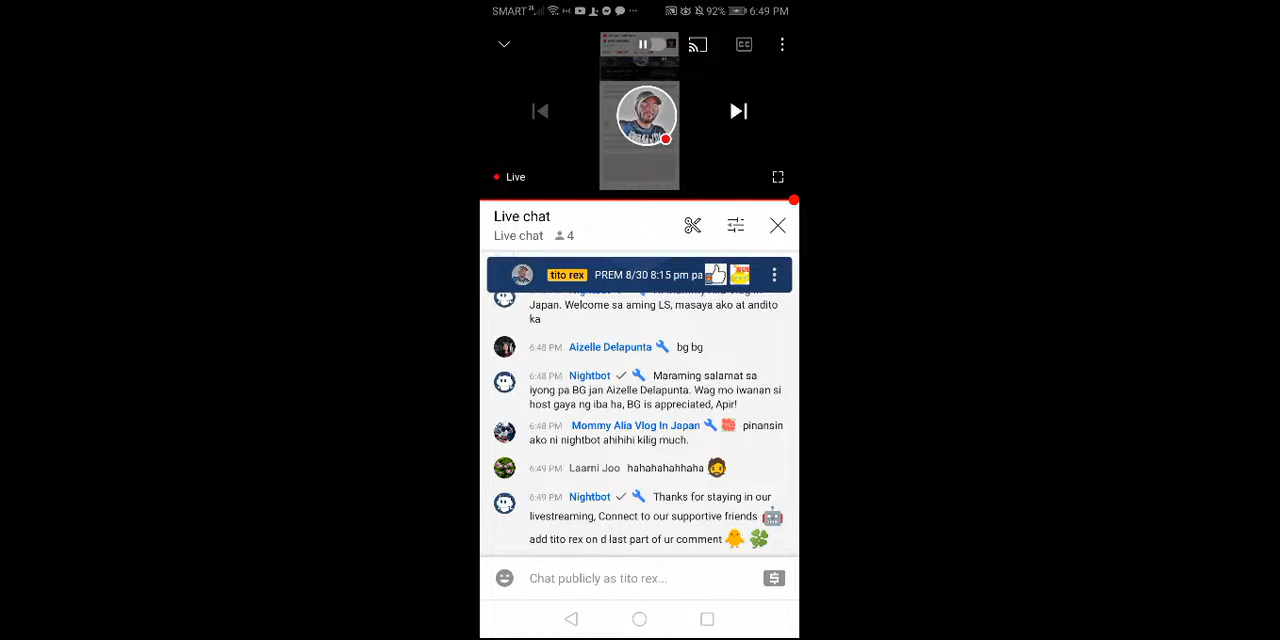 SMART 92% 6:49 PM
CC
Live
Live chat
Live chat 4
tito rex PREM 8/30 8:15 pm pa
Japan. Welcome sa aming LS, masaya ako at andito
ka
6:48 PM Aizelle Delapunta bg bg
6:48 PM Nightbot Maraming salamat sa
iyong pa BG jan Aizelle Delapunta. Wag mo iwanan si
host gaya ng iba ha, BG is appreciated, Apir!
6:48 PM Mommy Alia Vlog In Japan pinansin
ako ni nightbot ahihihi kilig much.
6:49 PM Laarni Joo hahahahahhaha
6:49 PM Nightbot Thanks for staying in our
livestreaming, Connect to our supportive friends
add tito rex on d last part of ur comment
Chat publicly as tito rex...